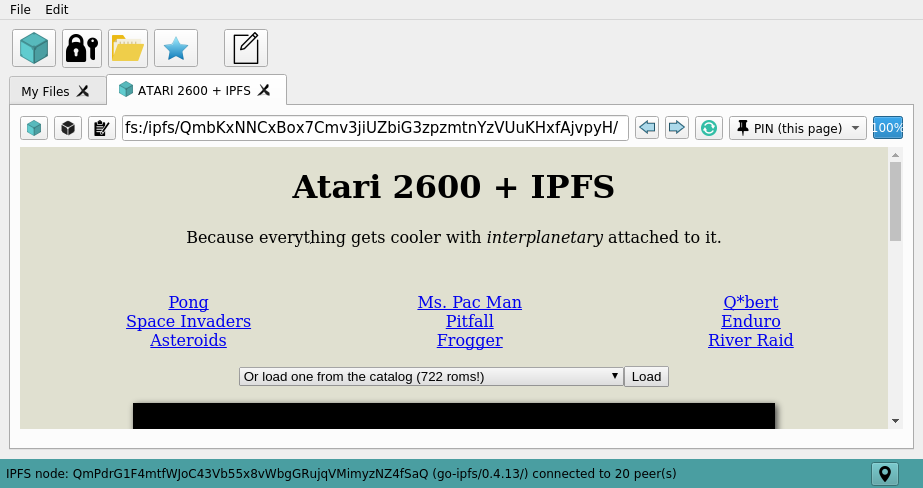 File Edit
My Files ATARI 2600 + IPFS
fs:/ipfs/QmbKxNNCxBox7Cmv3jiUZbiG3zpzmtnYzVUuKHxfAjvpyH/ PIN (this page) 100%
Atari 2600 + IPFS
Because everything gets cooler with interplanetary attached to it.
Pong Ms. Pac Man Q*bert
Space Invaders Pitfall Enduro
Asteroids Frogger River Raid
Or load one from the catalog (722 roms!) Load
IPFS node: QmPdrG1F4mtfWJoC43Vb55x8vWbgGRujqVMimyzNZ4fSaQ (go-ipfs/0.4.13/) connected to 20 peer(s)